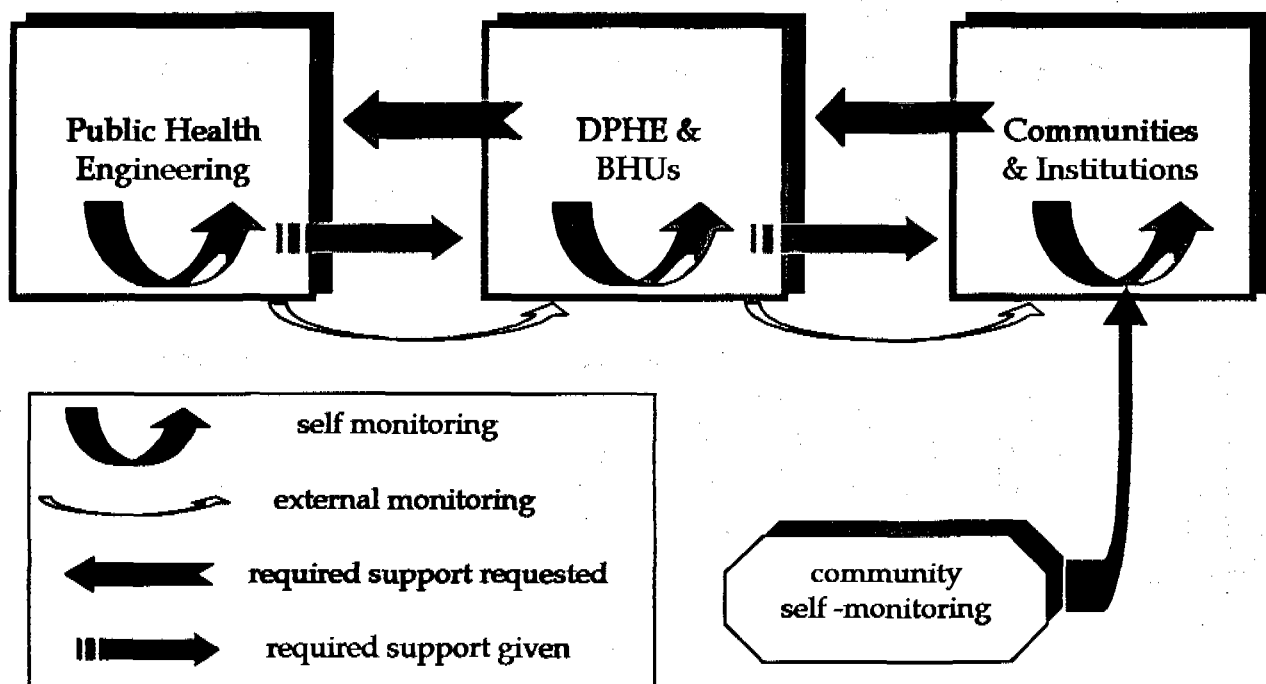 Public Health
Engineering
DPHE &
BHUs
Communities
& Institutions
self monitoring
external monitoring
required support requested
required support given
community
self -monitoring